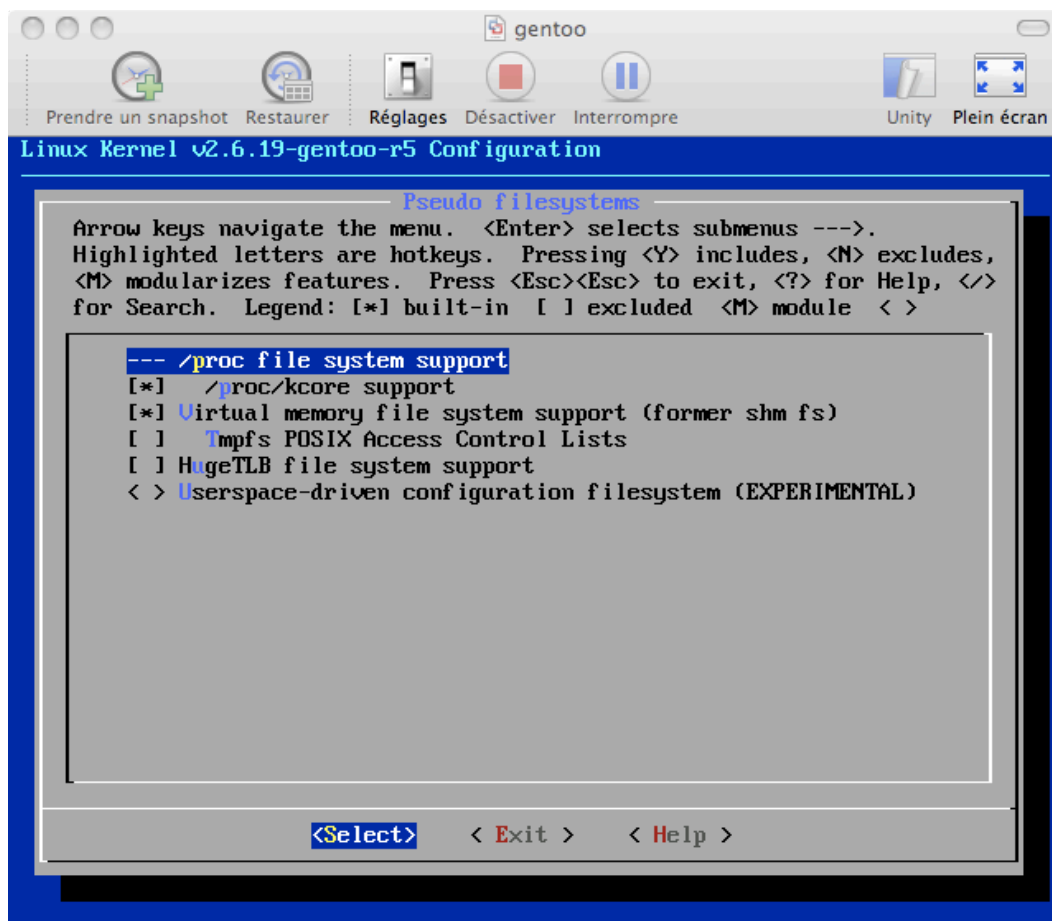 gentoo
Prendre un snapshot Restaurer Réglages Désactiver Interrompre Unity Plein écran
Linux Kernel v2.6.19-gentoo-r5 Configuration
Pseudo filesystems
Arrow keys navigate the menu.  <Enter> selects submenus --->.
Highlighted letters are hotkeys.  Pressing <Y> includes, <N> excludes,
<M> modularizes features.  Press <Esc><Esc> to exit, <?> for Help, </>
for Search.  Legend: [*] built-in  [ ] excluded  <M> module  < >
--- /proc file system support
[*]   /proc/kcore support
[*] Virtual memory file system support (former shm fs)
[ ]   Tmpfs POSIX Access Control Lists
[ ] HugeTLB file system support
< > Userspace-driven configuration filesystem (EXPERIMENTAL)
<Select>    < Exit >    < Help >